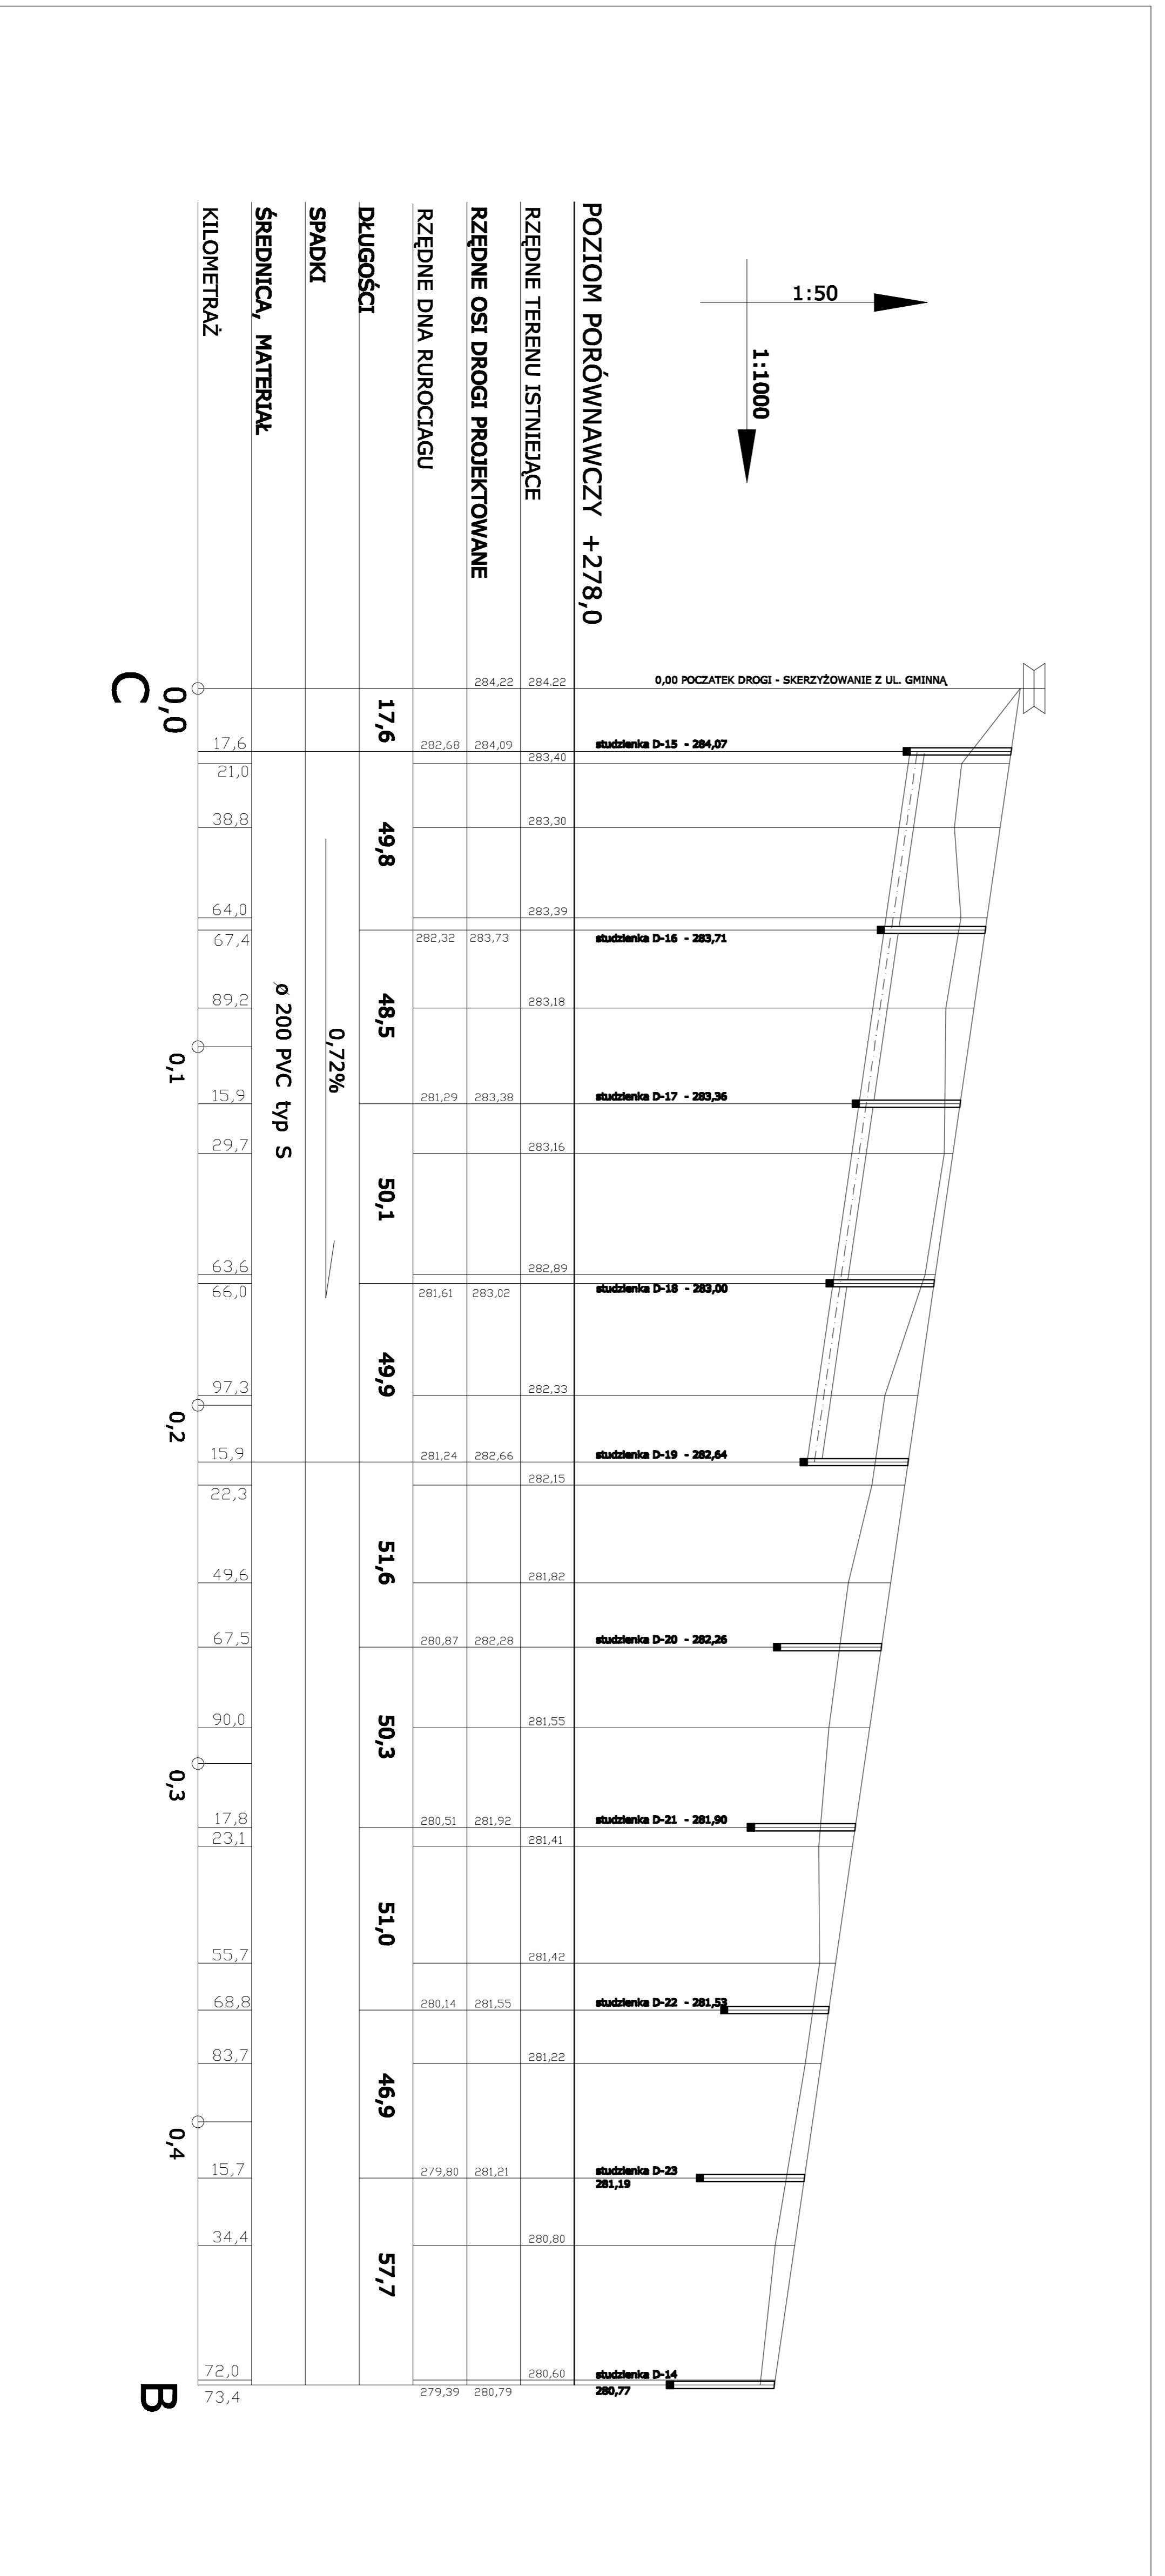 1:50
1:1000
0,00 POCZATEK DROGI - SKERZYŻOWANIE Z UL. GMINNĄ
studzienka D-15 - 284,07
studzienka D-16 - 283,71
studzienka D-17 - 283,36
studzienka D-18 - 283,00
studzienka D-19 - 282,64
studzienka D-20 - 282,26
studzienka D-21 - 281,90
studzienka D-22 - 281,53
studzienka D-23
281,19
studzienka D-14
280,77
POZIOM PORÓWNAWCZY +278,0
RZĘDNE TERENU ISTNIEJĄCE
284.22 283,40 283,30 283,39 283,18 283,16 282,89 282,33 282,15 281,82 281,55 281,41 281,42 281,22 280,80 280,60
RZĘDNE OSI DROGI PROJEKTOWANE
284,22 284,09 283,73 283,38 283,02 282,66 282,28 281,92 281,55 281,21 280,79
RZĘDNE DNA RUROCIAGU
282,68 282,32 281,29 281,61 281,24 280,87 280,51 280,14 279,80 279,39
DŁUGOŚCI
17,6 49,8 48,5 50,1 49,9 51,6 50,3 51,0 46,9 57,7
SPADKI
0,72%
ŚREDNICA, MATERIAŁ
ø 200 PVC typ S
KILOMETRAŻ
17,6 21,0 38,8 64,0 67,4 89,2 15,9 29,7 63,6 66,0 97,3 15,9 22,3 49,6 67,5 90,0 17,8 23,1 55,7 68,8 83,7 15,7 34,4 72,0 73,4
0,0 0,1 0,2 0,3 0,4
C B